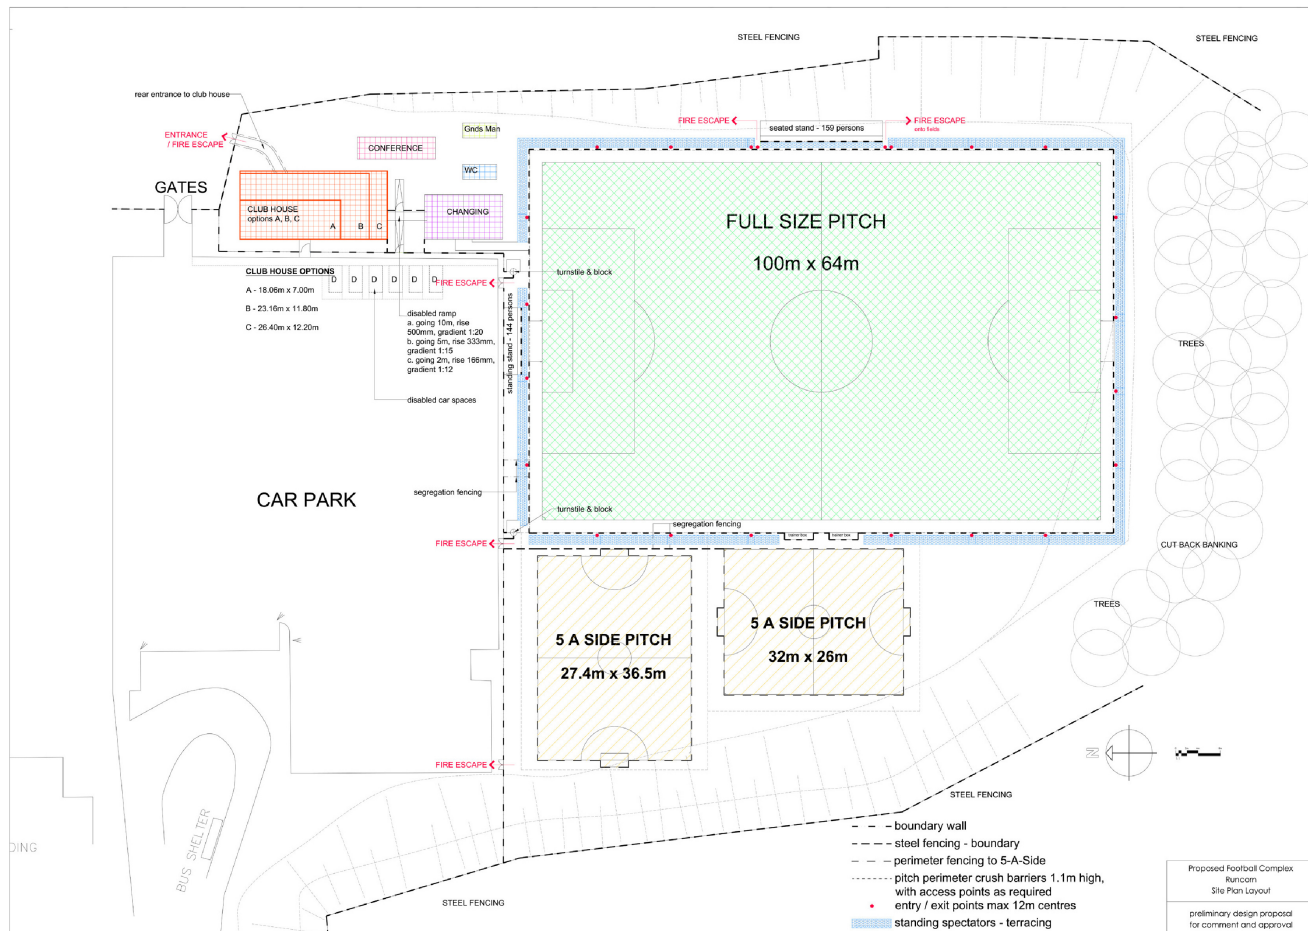 STEEL FENCING
STEEL FENCING
rear entrance to club house
ENTRANCE
/ FIRE ESCAPE
Gnds Man
CONFERENCE
WC
FIRE ESCAPE
seated stand - 159 persons
FIRE ESCAPE
onto fields
GATES
CLUB HOUSE
options A, B, C
A
B
C
CHANGING
FULL SIZE PITCH
100m x 64m
CLUB HOUSE OPTIONS
A - 18.06m x 7.00m
B - 23.16m x 11.80m
C - 26.40m x 12.20m
D
D
D
D
D
D
FIRE ESCAPE
turnstile & block
standing stand - 144 persons
disabled ramp
a. going 10m, rise
500mm, gradient 1:20
b. going 5m, rise 333mm,
gradient 1:15
c. going 2m, rise 166mm,
gradient 1:12
disabled car spaces
TREES
CAR PARK
segregation fencing
turnstile & block
segregation fencing
FIRE ESCAPE
CUT BACK BANKING
TREES
5 A SIDE PITCH
27.4m x 36.5m
5 A SIDE PITCH
32m x 26m
N
FIRE ESCAPE
STEEL FENCING
BUS SHELTER
DING
STEEL FENCING
boundary wall
steel fencing - boundary
perimeter fencing to 5-A-Side
pitch perimeter crush barriers 1.1m high,
with access points as required
entry / exit points max 12m centres
standing spectators - terracing
Proposed Football Complex
Runcorn
Site Plan Layout
preliminary design proposal
for comment and approval